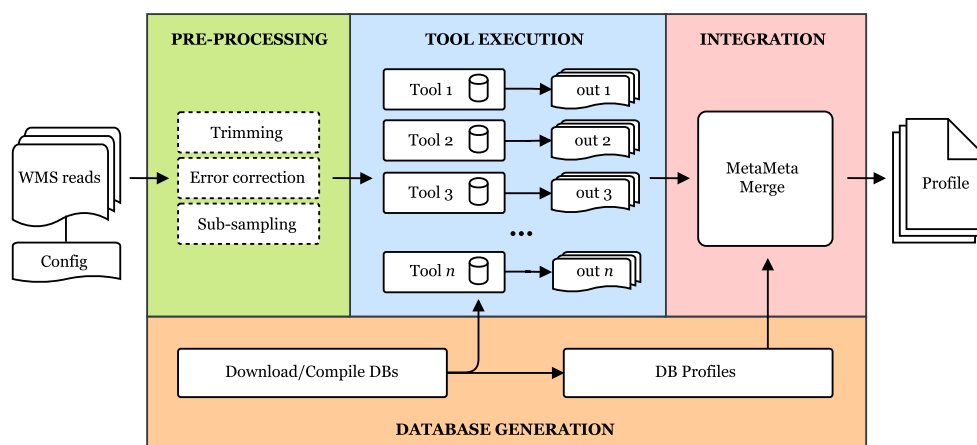 PRE-PROCESSING
TOOL EXECUTION
INTEGRATION
WMS reads
Config
Trimming
Error correction
Sub-sampling
Tool 1
out 1
Tool 2
out 2
Tool 3
out 3
...
Tool n
out n
MetaMeta
Merge
Profile
Download/Compile DBs
DB Profiles
DATABASE GENERATION